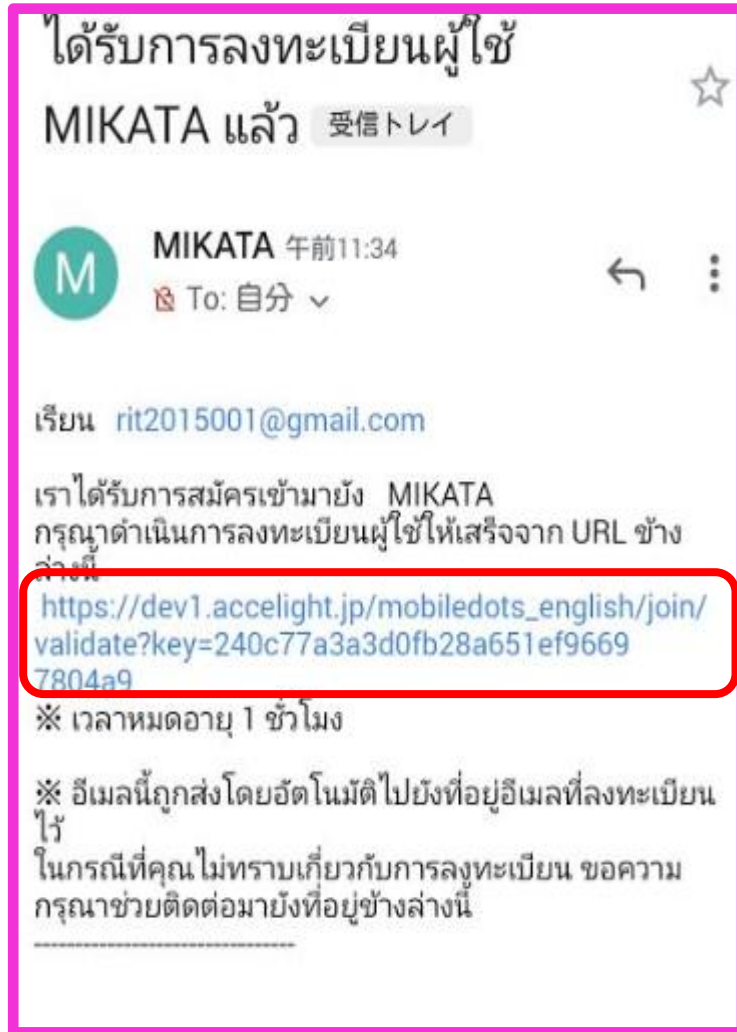 ได้รับการลงทะเบียนผู้ใช้
MIKATA แล้ว 受信トレイ
M
MIKATA 午前11:34
To: 自分
เรียน rit2015001@gmail.com
เราได้รับการสมัครเข้ามายัง MIKATA
กรุณาดำเนินการลงทะเบียนผู้ใช้ให้เสร็จจาก URL ข้าง
ล่างนี้
https://dev1.accelight.jp/mobiledots_english/join/
validate?key=240c77a3a3d0fb28a651ef9669
7804a9
※ เวลาหมดอายุ 1 ชั่วโมง
※ อีเมลนี้ถูกส่งโดยอัตโนมัติไปยังที่อยู่อีเมลที่ลงทะเบียน
ไว้
ในกรณีที่คุณไม่ทราบเกี่ยวกับการลงทะเบียน ขอความ
กรุณาช่วยติดต่อมายังที่อยู่ข้างล่างนี้
--------------------------------